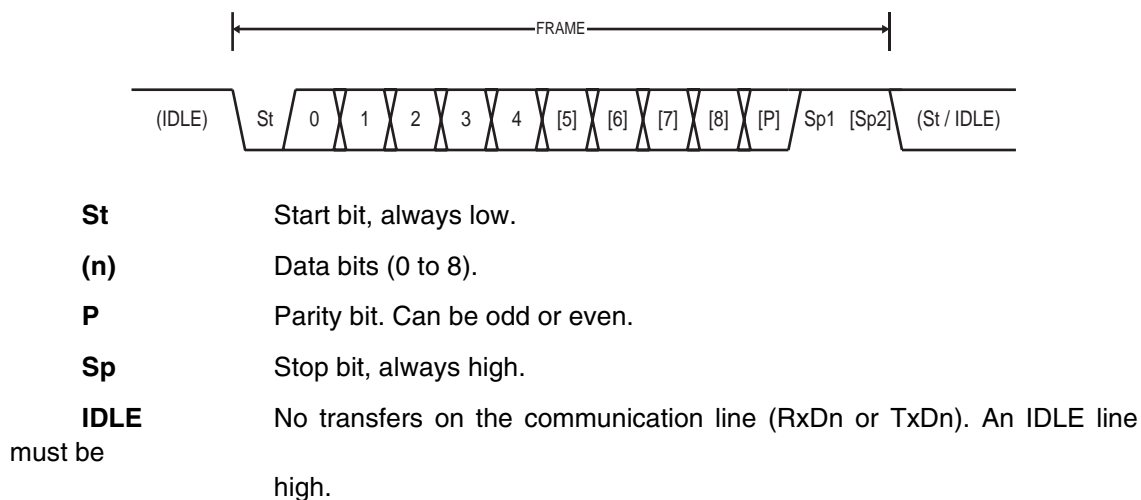 FRAME
(IDLE) St 0 1 2 3 4 [5] [6] [7] [8] [P] Sp1 [Sp2] (St / IDLE)
St Start bit, always low.
(n) Data bits (0 to 8).
P Parity bit. Can be odd or even.
Sp Stop bit, always high.
IDLE No transfers on the communication line (RxDn or TxDn). An IDLE line
must be
high.